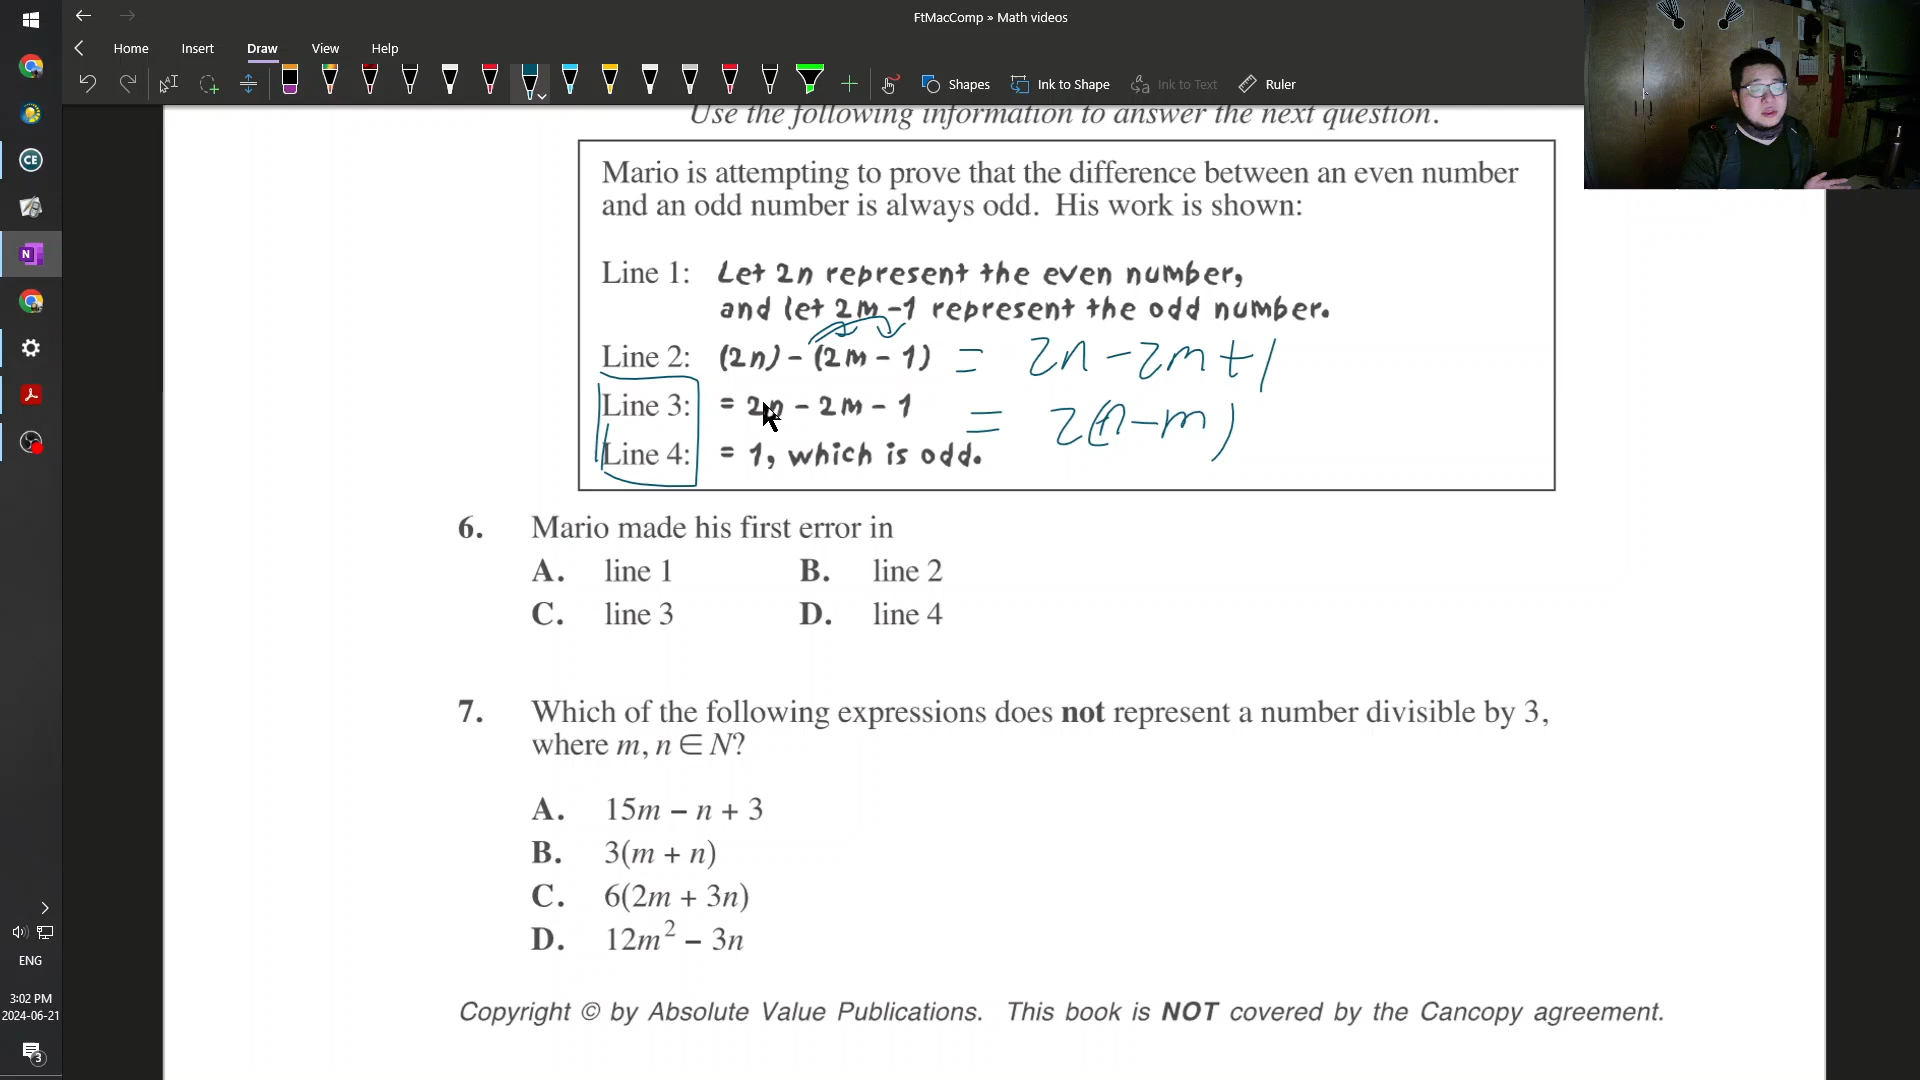 FtMacComp » Math videos
Home Insert Draw View Help
Shapes Ink to Shape Ink to Text Ruler
Use the following information to answer the next question.
Mario is attempting to prove that the difference between an even number
and an odd number is always odd. His work is shown:
Line 1: Let 2n represent the even number,
and let 2m -1 represent the odd number.
Line 2: (2n) - (2m - 1) = 2n - 2m + 1
Line 3: = 2n - 2m - 1 = 2(n - m)
Line 4: = 1, which is odd.
6. Mario made his first error in
A. line 1 B. line 2
C. line 3 D. line 4
7. Which of the following expressions does not represent a number divisible by 3,
where m, n ∈ N?
A. 15m – n + 3
B. 3(m + n)
C. 6(2m + 3n)
D. 12m² – 3n
Copyright © by Absolute Value Publications. This book is NOT covered by the Cancopy agreement.
CE
N
ENG
3:02 PM
2024-06-21
3